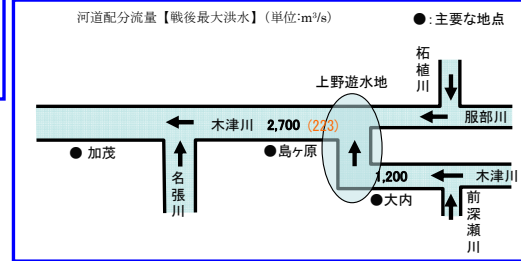 河道配分流量【戦後最大洪水】(単位:m³/s)
●:主要な地点
柘植川
上野遊水地
服部川
木津川 2,700 (223)
●加茂
●島ヶ原
名張川
1,200 木津川
●大内
前深瀬川